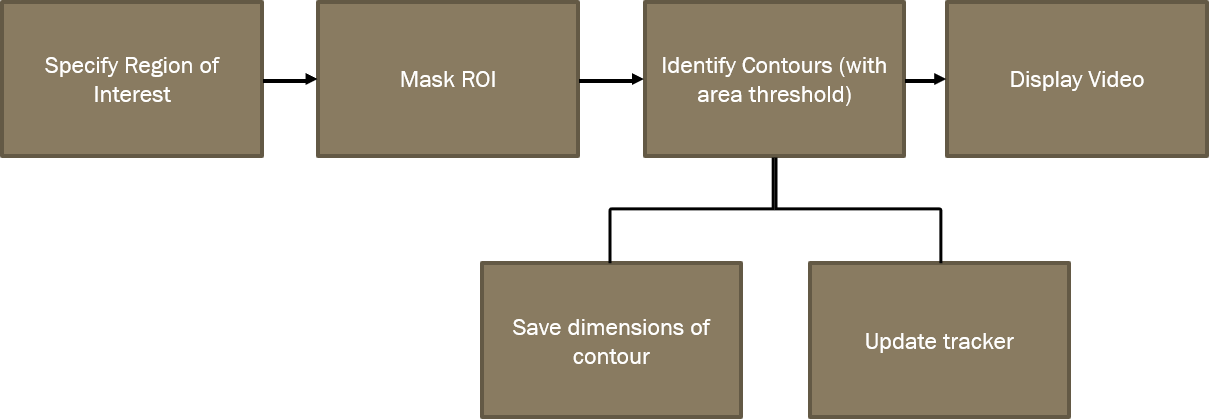 Specify Region of
Interest
Mask ROI
Identify Contours (with
area threshold)
Display Video
Save dimensions of
contour
Update tracker